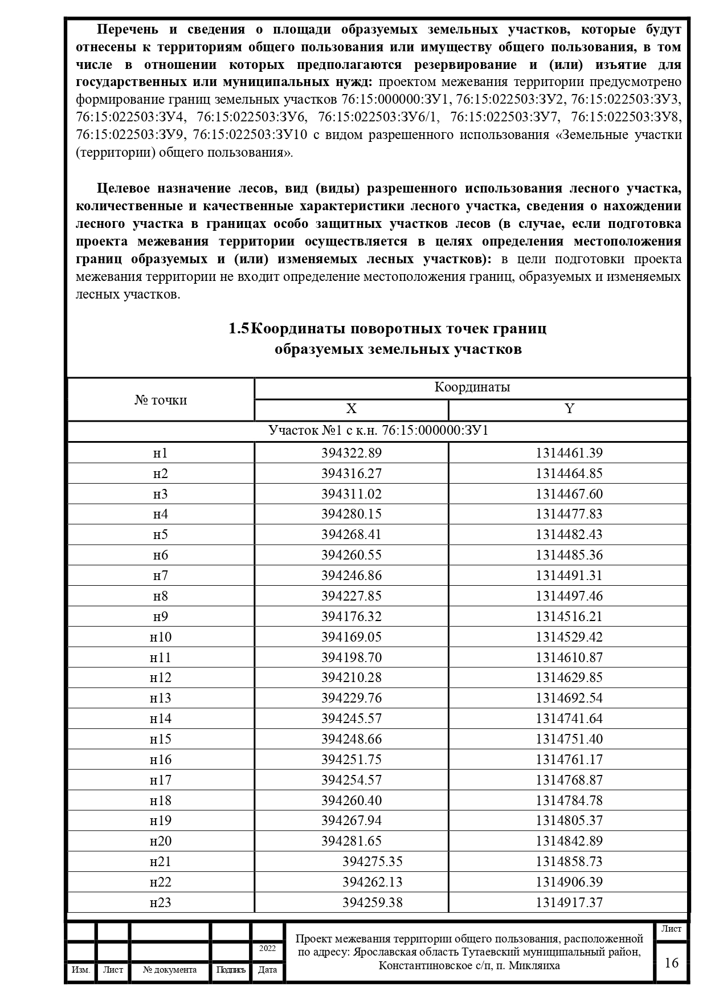 Перечень и сведения о площади образуемых земельных участков, которые будут
отнесены к территориям общего пользования или имуществу общего пользования, в том
числе в отношении которых предполагаются резервирование и (или) изъятие для
государственных или муниципальных нужд: проектом межевания территории предусмотрено
формирование границ земельных участков 76:15:000000:ЗУ1, 76:15:022503:ЗУ2, 76:15:022503:ЗУ3,
76:15:022503:ЗУ4, 76:15:022503:ЗУ6, 76:15:022503:ЗУ6/1, 76:15:022503:ЗУ7, 76:15:022503:ЗУ8,
76:15:022503:ЗУ9, 76:15:022503:ЗУ10 с видом разрешенного использования «Земельные участки
(территории) общего пользования».
Целевое назначение лесов, вид (виды) разрешенного использования лесного участка,
количественные и качественные характеристики лесного участка, сведения о нахождении
лесного участка в границах особо защитных участков лесов (в случае, если подготовка
проекта межевания территории осуществляется в целях определения местоположения
границ образуемых и (или) изменяемых лесных участков): в цели подготовки проекта
межевания территории не входит определение местоположения границ, образуемых и изменяемых
лесных участков.
1.5 Координаты поворотных точек границ
образуемых земельных участков
№ точки Координаты
X Y
Участок №1 с к.н. 76:15:000000:ЗУ1
н1 394322.89 1314461.39
н2 394316.27 1314464.85
н3 394311.02 1314467.60
н4 394280.15 1314477.83
н5 394268.41 1314482.43
н6 394260.55 1314485.36
н7 394246.86 1314491.31
н8 394227.85 1314497.46
н9 394176.32 1314516.21
н10 394169.05 1314529.42
н11 394198.70 1314610.87
н12 394210.28 1314629.85
н13 394229.76 1314692.54
н14 394245.57 1314741.64
н15 394248.66 1314751.40
н16 394251.75 1314761.17
н17 394254.57 1314768.87
н18 394260.40 1314784.78
н19 394267.94 1314805.37
н20 394281.65 1314842.89
н21 394275.35 1314858.73
н22 394262.13 1314906.39
н23 394259.38 1314917.37
2022
Изм. Лист № документа Подпись Дата
Проект межевания территории общего пользования, расположенной
по адресу: Ярославская область Тутаевский муниципальный район,
Константиновское с/п, п. Микляиха
Лист
16